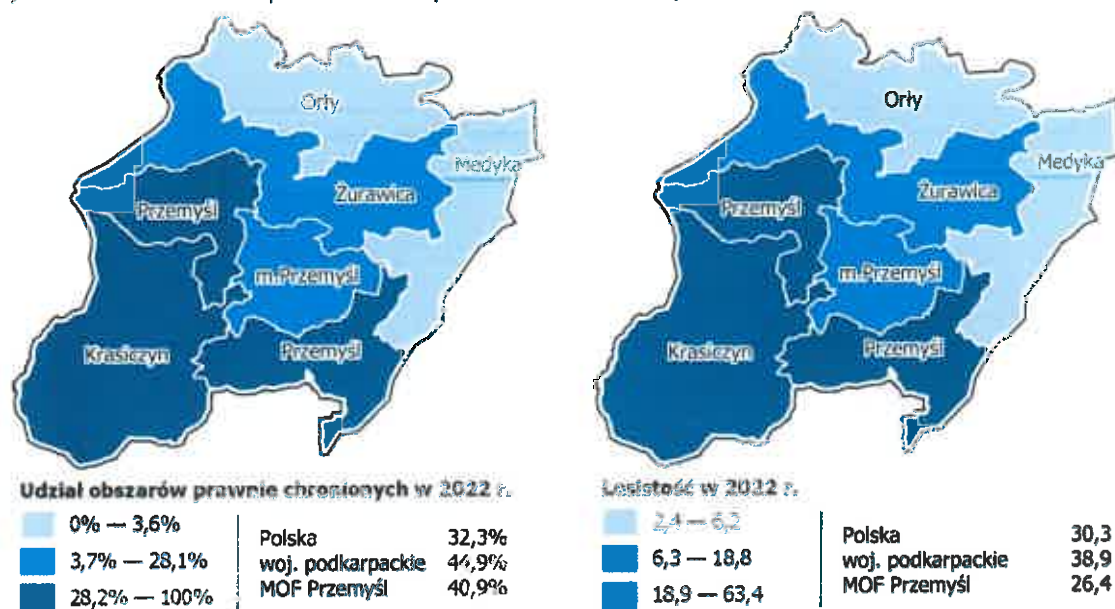 Orły
Medyka
Żurawica
Przemyśl
m.Przemyśl
Krasiczyn
Przemyśl
Udział obszarów prawnie chronionych w 2022 r.
0% — 3,6%
3,7% — 28,1%
28,2% — 100%
Polska 32,3%
woj. podkarpackie 44,9%
MOF Przemyśl 40,9%
Orły
Medyka
Żurawica
Przemyśl
m.Przemyśl
Krasiczyn
Przemyśl
Lesistość w 2022 r.
2,4 — 6,2
6,3 — 18,8
18,9 — 63,4
Polska 30,3
woj. podkarpackie 38,9
MOF Przemyśl 26,4